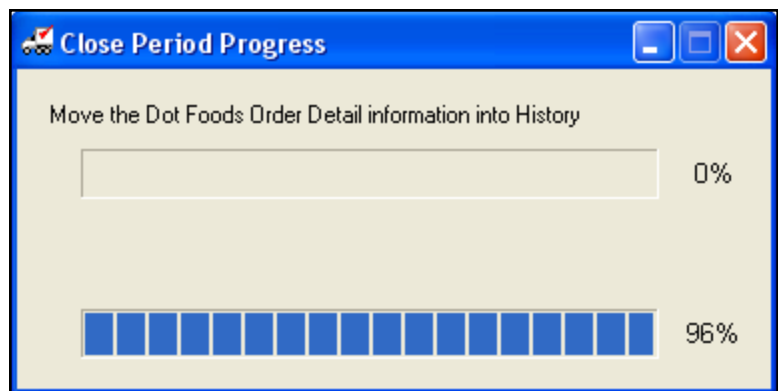 Close Period Progress
Move the Dot Foods Order Detail information into History
0%
96%